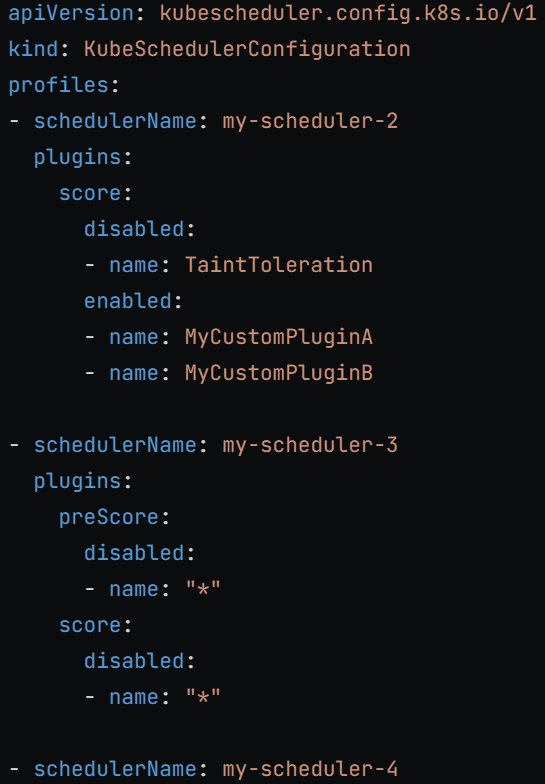 apiVersion: kubescheduler.config.k8s.io/v1
kind: KubeSchedulerConfiguration
profiles:
- schedulerName: my-scheduler-2
  plugins:
    score:
      disabled:
      - name: TaintToleration
      enabled:
      - name: MyCustomPluginA
      - name: MyCustomPluginB

- schedulerName: my-scheduler-3
  plugins:
    preScore:
      disabled:
      - name: "*"
    score:
      disabled:
      - name: "*"

- schedulerName: my-scheduler-4